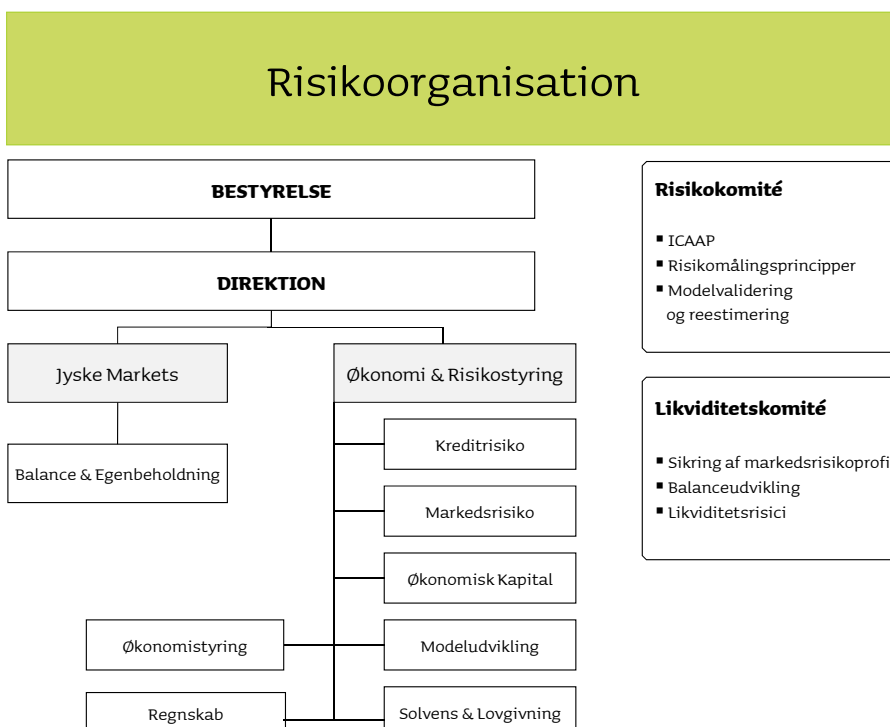 Risikoorganisation
BESTYRELSE
DIREKTION
Jyske Markets
Økonomi & Risikostyring
Balance & Egenbeholdning
Kreditrisiko
Markedsrisiko
Økonomisk Kapital
Økonomistyring
Modeludvikling
Regnskab
Solvens & Lovgivning
Risikokomité
▪ ICAAP
▪ Risikomålingsprincipper
▪ Modelvalidering
og reestimering
Likviditetskomité
▪ Sikring af markedsrisikoprofi
▪ Balanceudvikling
▪ Likviditetsrisici